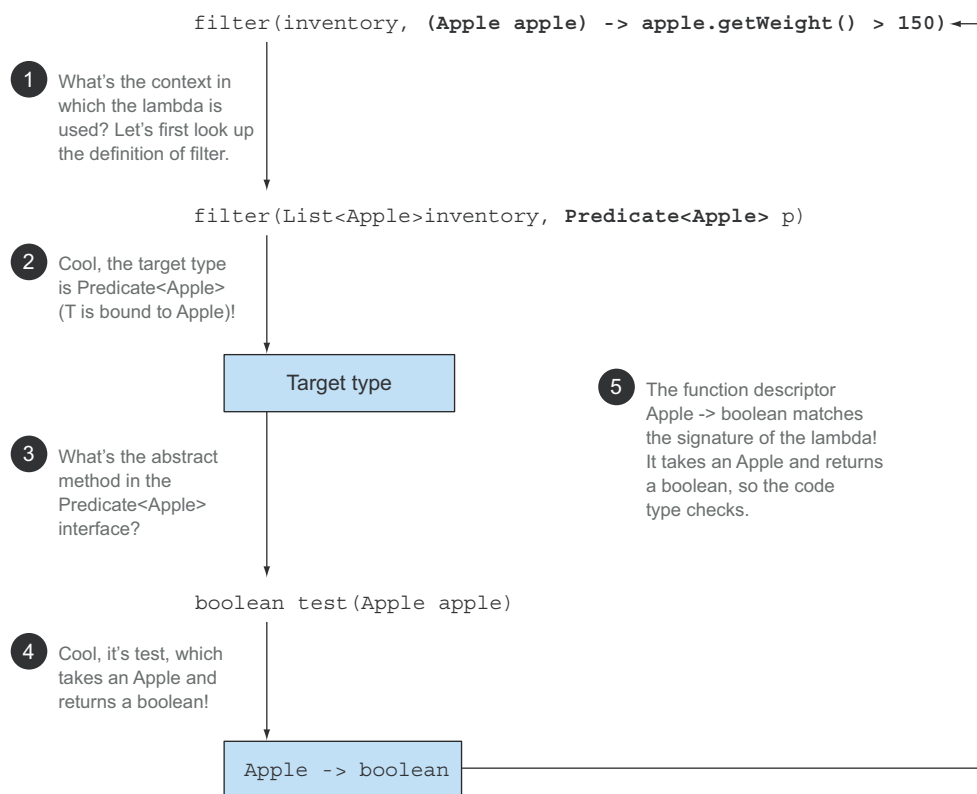 filter(inventory, (Apple apple) -> apple.getWeight() > 150)
1
What's the context in
which the lambda is
used? Let's first look up
the definition of filter.
filter(List<Apple>inventory, Predicate<Apple> p)
2
Cool, the target type
is Predicate<Apple>
(T is bound to Apple)!
Target type
3
What's the abstract
method in the
Predicate<Apple>
interface?
5
The function descriptor
Apple -> boolean matches
the signature of the lambda!
It takes an Apple and returns
a boolean, so the code
type checks.
boolean test(Apple apple)
4
Cool, it's test, which
takes an Apple and
returns a boolean!
Apple -> boolean